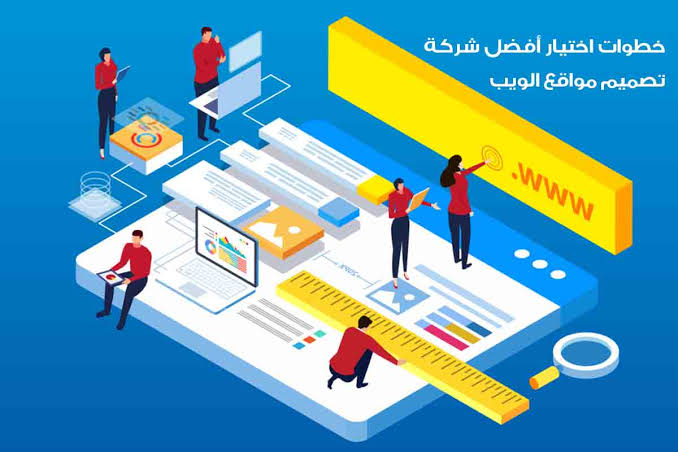 خطوات اختيار أفضل شركة
تصميم مواقع الويب
.www